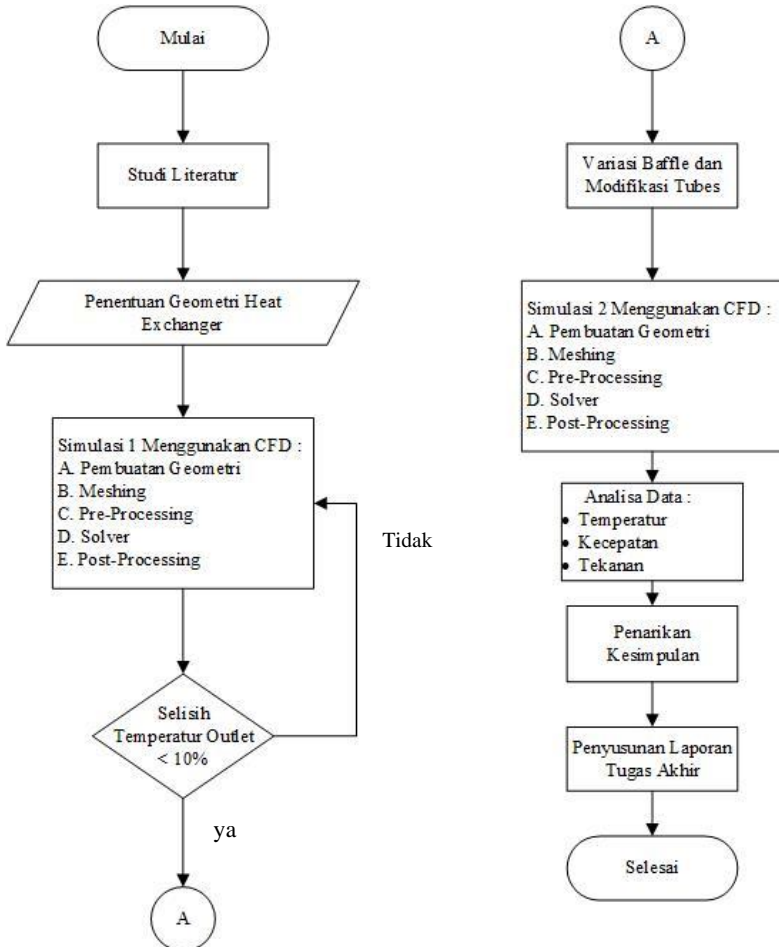 Mulai
Studi Literatur
Penentuan Geometri Heat
Exchanger
Simulasi 1 Menggunakan CFD :
A. Pembuatan Geometri
B. Meshing
C. Pre-Processing
D. Solver
E. Post-Processing
Tidak
Selisih
Temperatur Outlet
< 10%
ya
A
A
Variasi Baffle dan
Modifikasi Tubes
Simulasi 2 Menggunakan CFD :
A. Pembuatan Geometri
B. Meshing
C. Pre-Processing
D. Solver
E. Post-Processing
Analisa Data :
• Temperatur
• Kecepatan
• Tekanan
Penarikan
Kesimpulan
Penyusunan Laporan
Tugas Akhir
Selesai